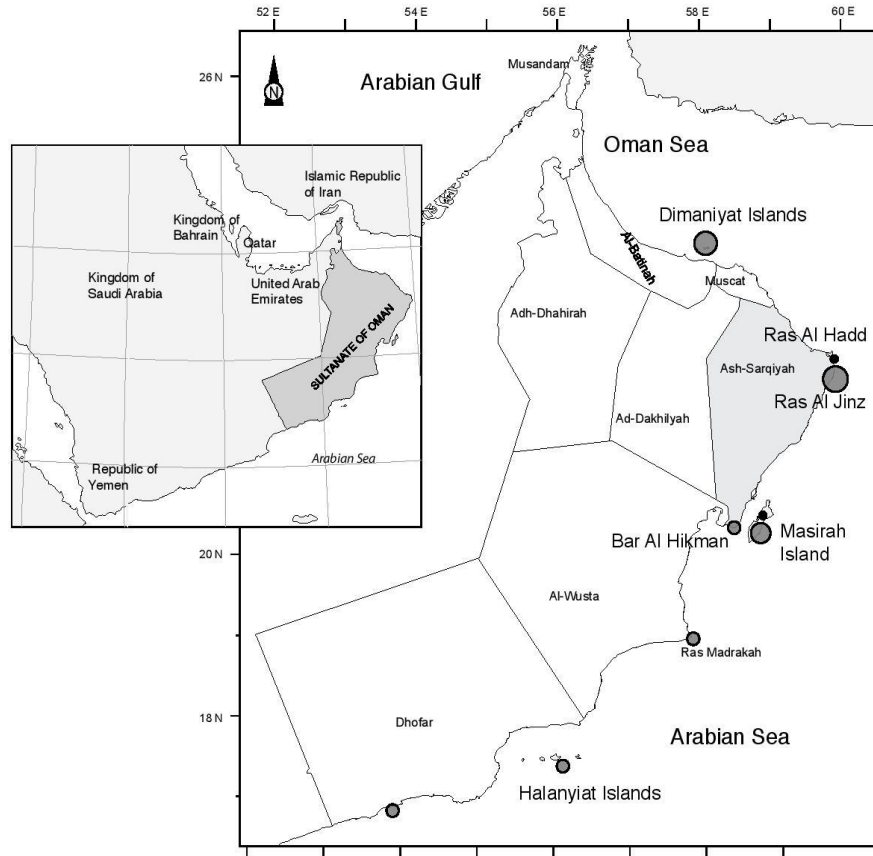 52 E
54 E
56 E
58 E
60 E
26 N
N
Arabian Gulf
Musandam
Oman Sea
Islamic Republic
of Iran
Kingdom of
Bahrain
Qatar
Kingdom of
Saudi Arabia
United Arab
Emirates
SULTANATE OF OMAN
Arabian Sea
Republic of
Yemen
Dimaniyat Islands
Al-Batinah
Muscat
Adh-Dhahirah
Ras Al Hadd
Ash-Sarqiyah
Ras Al Jinz
Ad-Dakhilyah
20 N
Bar Al Hikman
Masirah
Island
Al-Wusta
Ras Madrakah
18 N
Dhofar
Arabian Sea
Halanyiat Islands